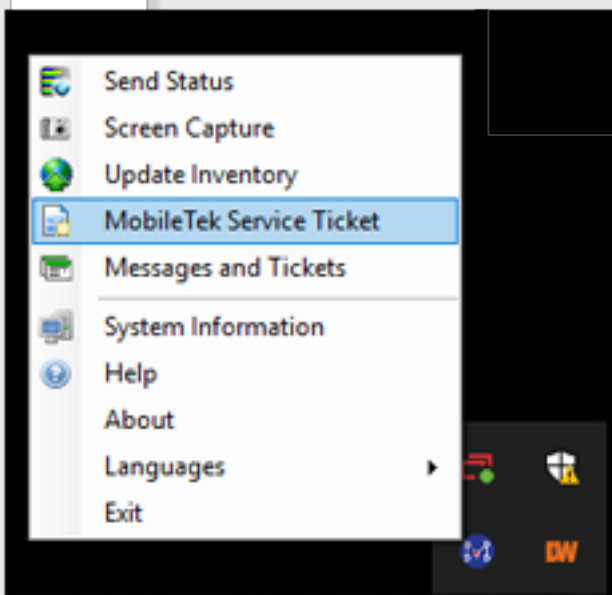 Send Status
Screen Capture
Update Inventory
MobileTek Service Ticket
Messages and Tickets
System Information
Help
About
Languages
Exit
DW